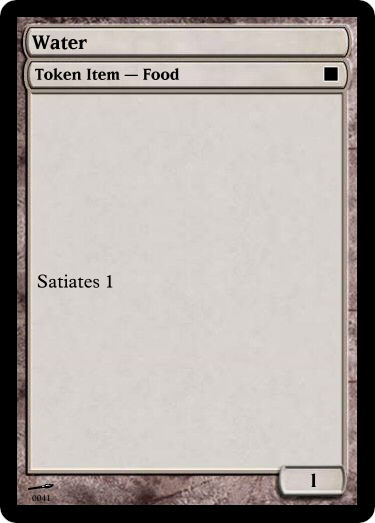 Water
Token Item — Food
Satiates 1
1
0041